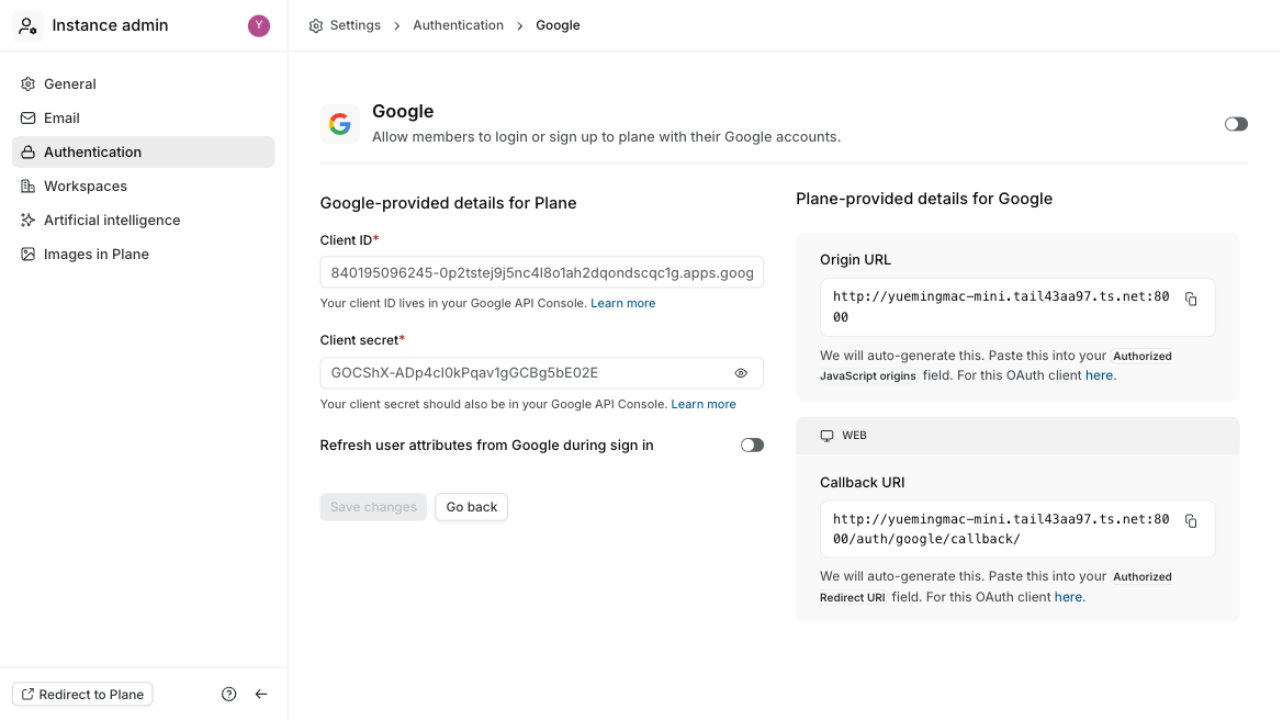 Instance admin
Y
Settings
Authentication
Google
General
Email
Authentication
Workspaces
Artificial intelligence
Images in Plane
Google
Allow members to login or sign up to plane with their Google accounts.
Google-provided details for Plane
Client ID*
840195096245-0p2tstej9j5nc4l8o1ah2dqondscqc1g.apps.goog
Your client ID lives in your Google API Console. Learn more
Client secret*
GOCShX-ADp4cI0kPqav1gGCBg5bE02E
Your client secret should also be in your Google API Console. Learn more
Refresh user attributes from Google during sign in
Save changes
Go back
Plane-provided details for Google
Origin URL
http://yuemingmac-mini.tail43aa97.ts.net:80
00
We will auto-generate this. Paste this into your Authorized
JavaScript origins field. For this OAuth client here.
WEB
Callback URI
http://yuemingmac-mini.tail43aa97.ts.net:80
00/auth/google/callback/
We will auto-generate this. Paste this into your Authorized
Redirect URI field. For this OAuth client here.
Redirect to Plane